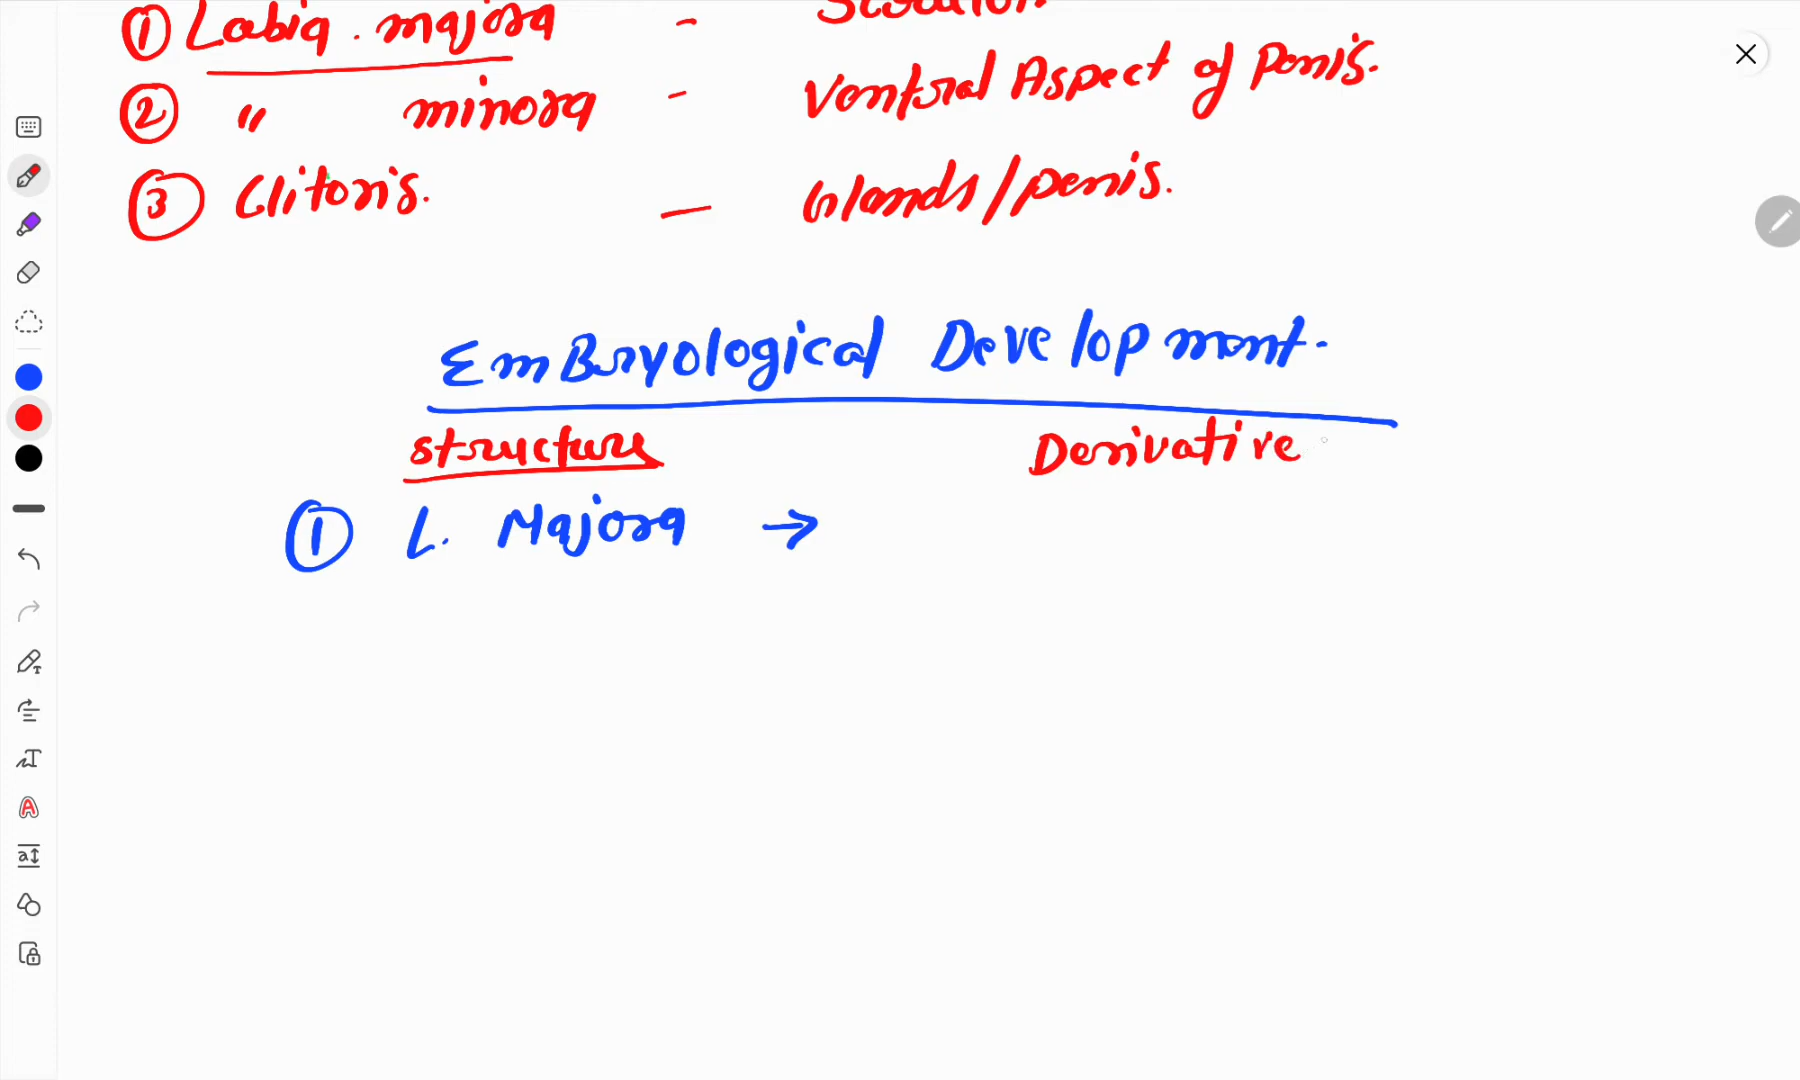 ① Labia. majora -
② " minora - Ventral Aspect of Penis.
③ Clitoris. — Glands/penis.
EmBryological Development.
structure Derivative
① L. Majora →